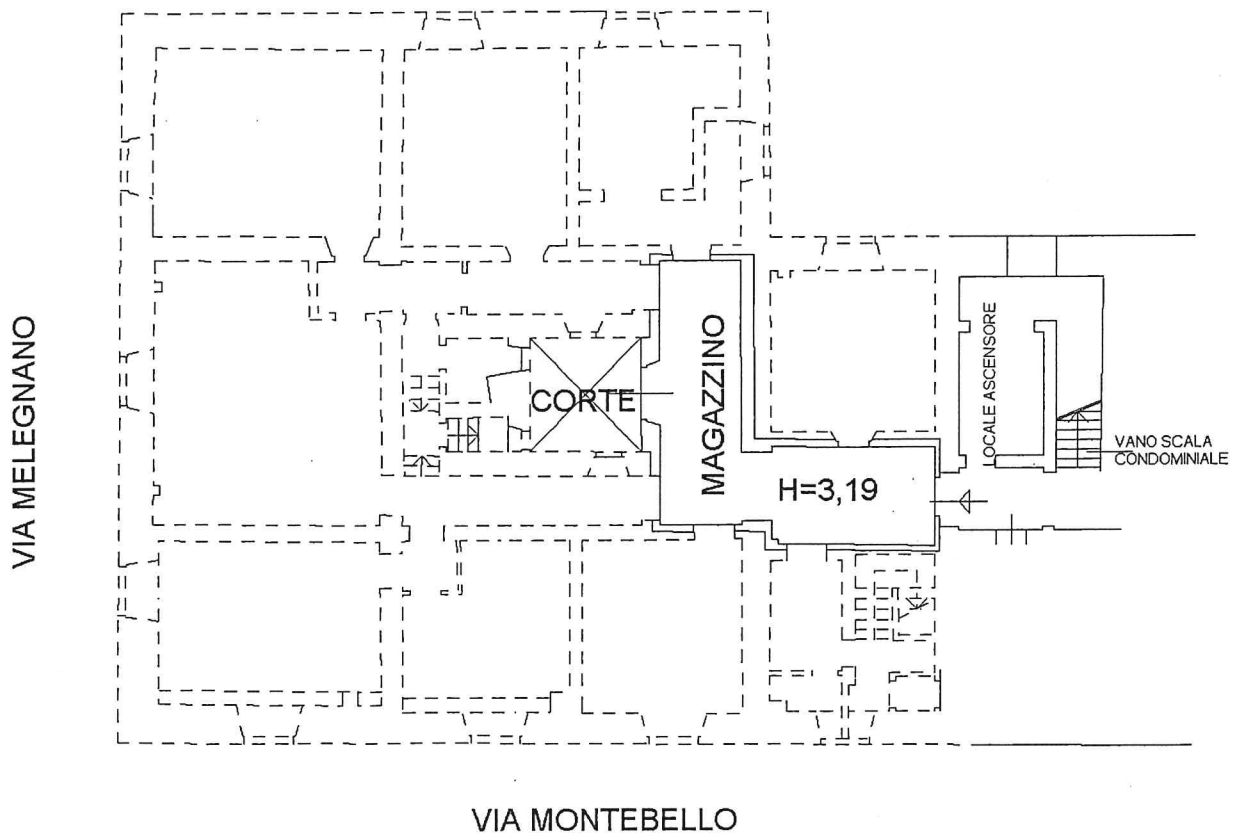 VIA MELEGNANO
CORTE
MAGAZZINO
H=3,19
LOCALE ASCENSORE
VANO SCALA
CONDOMINIALE
VIA MONTEBELLO